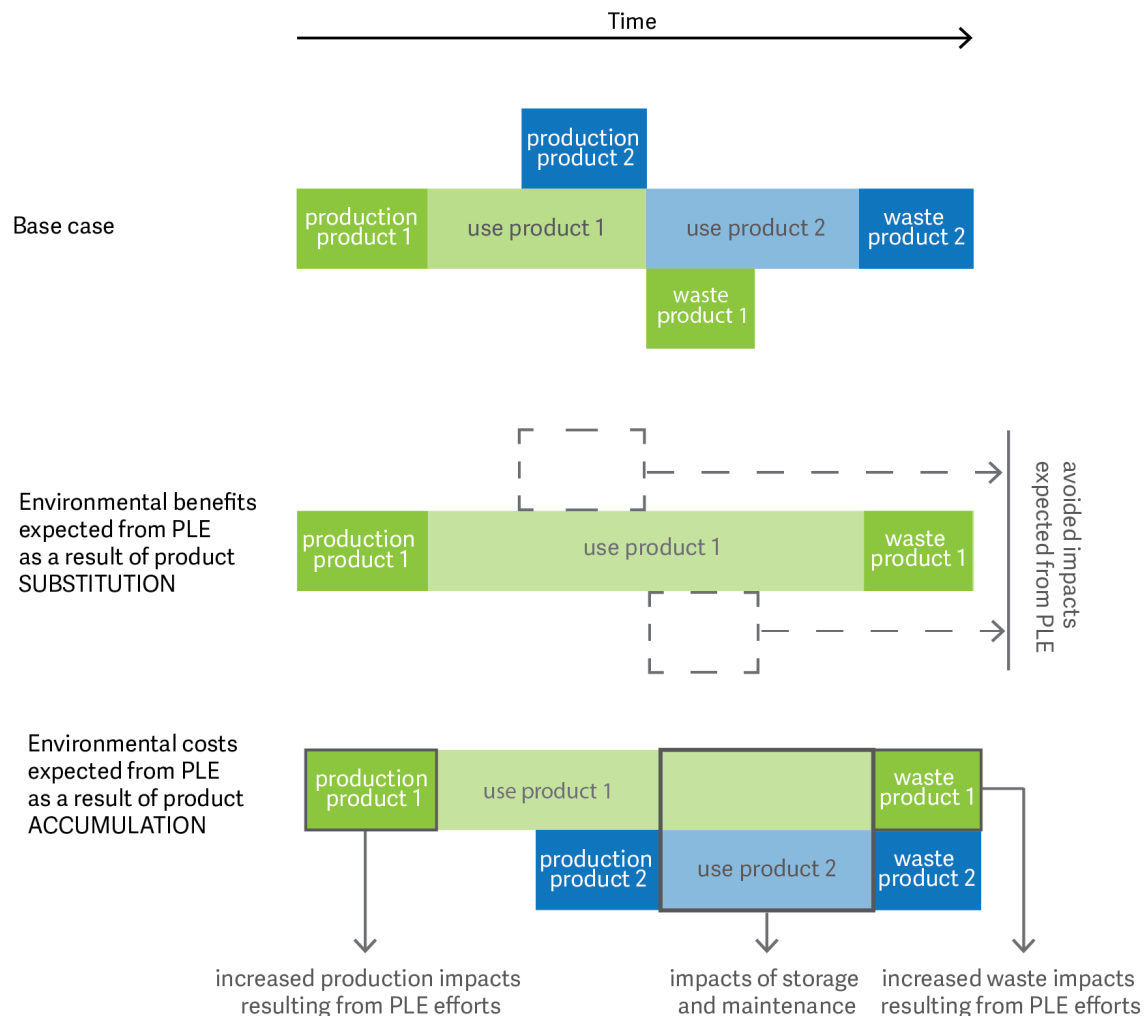 Time
production
product 2
Base case
production
product 1
use product 1
use product 2
waste
product 2
waste
product 1
Environmental benefits
expected from PLE
as a result of product
SUBSTITUTION
production
product 1
use product 1
waste
product 1
avoided impacts
expected from PLE
Environmental costs
expected from PLE
as a result of product
ACCUMULATION
production
product 1
use product 1
waste
product 1
production
product 2
use product 2
waste
product 2
increased production impacts
resulting from PLE efforts
impacts of storage
and maintenance
increased waste impacts
resulting from PLE efforts